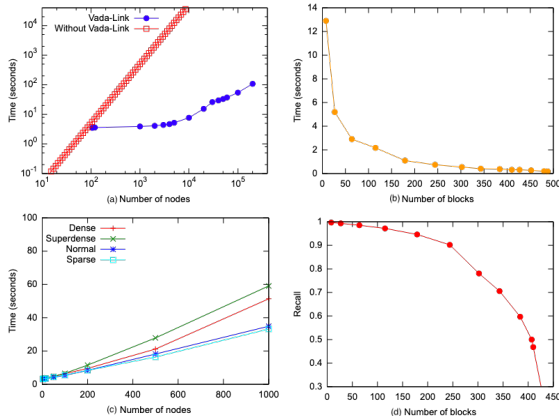 Vada-Link
Without Vada-Link
Time (seconds)
10^4
10^3
10^2
10^1
10^0
10^-1
10^1 10^2 10^3 10^4 10^5
(a) Number of nodes
Time (seconds)
14
12
10
8
6
4
2
0
0 50 100 150 200 250 300 350 400 450 500
(b) Number of blocks
Dense
Superdense
Normal
Sparse
Time (seconds)
100
80
60
40
20
0
0 200 400 600 800 1000
(c) Number of nodes
Recall
1
0.9
0.8
0.7
0.6
0.5
0.4
0.3
0 50 100 150 200 250 300 350 400
(d) Number of blocks